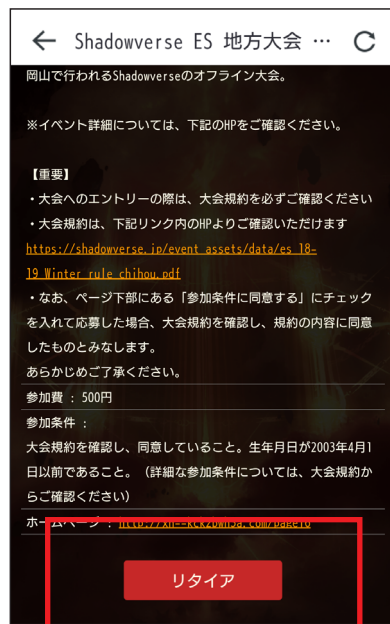 Shadowverse ES 地方大会 …
岡山で行われるShadowverseのオフライン大会。
※イベント詳細については、下記のHPをご確認ください。
【重要】
・大会へのエントリーの際は、大会規約を必ずご確認ください
・大会規約は、下記リンク内のHPよりご確認いただけます
https://shadowverse.jp/event_assets/data/es_18-
19_Winter_rule_chihou.pdf
・なお、ページ下部にある「参加条件に同意する」にチェック
を入れて応募した場合、大会規約を確認し、規約の内容に同意
したものとみなします。
あらかじめご了承ください。
参加費 : 500円
参加条件 :
大会規約を確認し、同意していること。生年月日が2003年4月1
日以前であること。（詳細な参加条件については、大会規約か
らご確認ください）
ホームページ :
リタイア